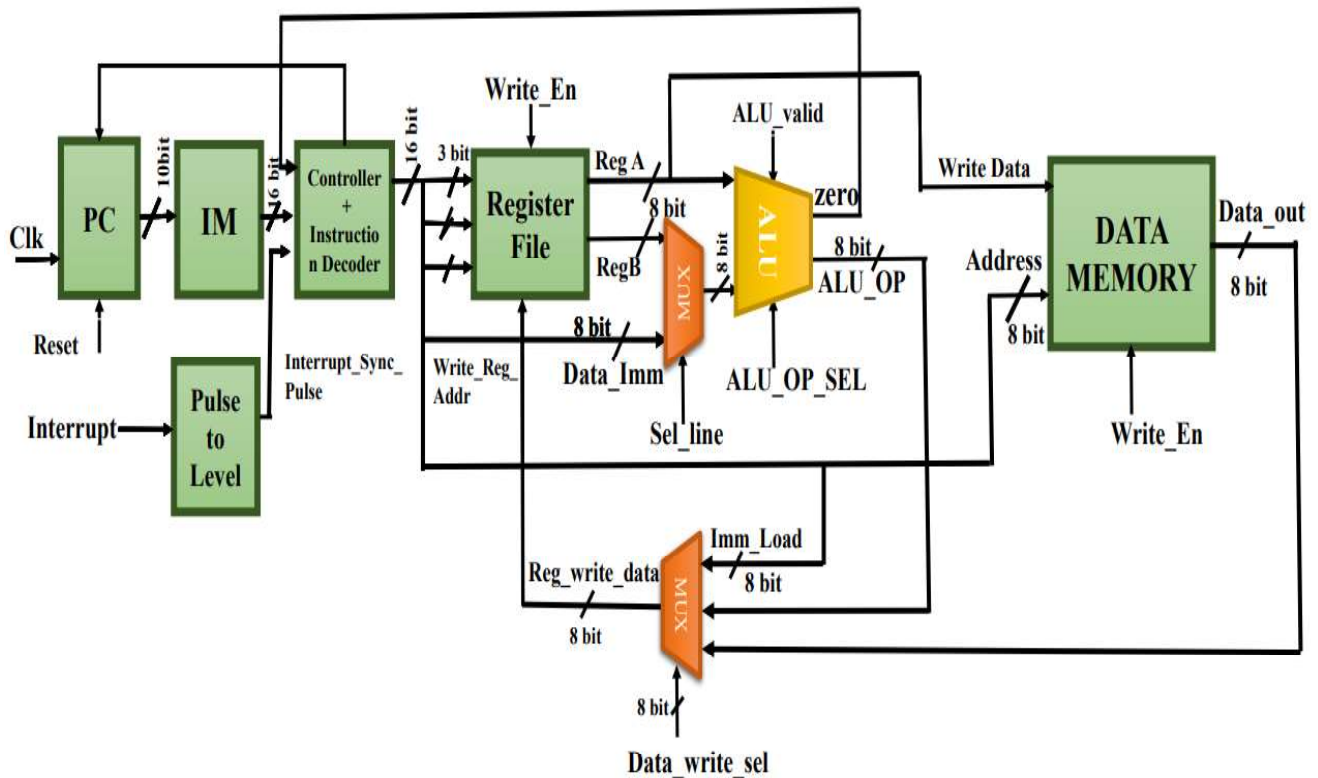 Clk
PC
Reset
10bit
IM
16 bit
Controller
+
Instructio
n Decoder
16 bit
Interrupt
Pulse
to
Level
Interrupt_Sync_
Pulse
Write_En
3 bit
Register
File
Reg A
8 bit
RegB
8 bit
Data_Imm
Write_Reg_
Addr
MUX
Sel_line
8 bit
ALU_valid
ALU
zero
8 bit
ALU_OP
ALU_OP_SEL
Write Data
Address
8 bit
DATA
MEMORY
Data_out
8 bit
Write_En
Imm_Load
8 bit
Reg_write_data
8 bit
MUX
8 bit
Data_write_sel